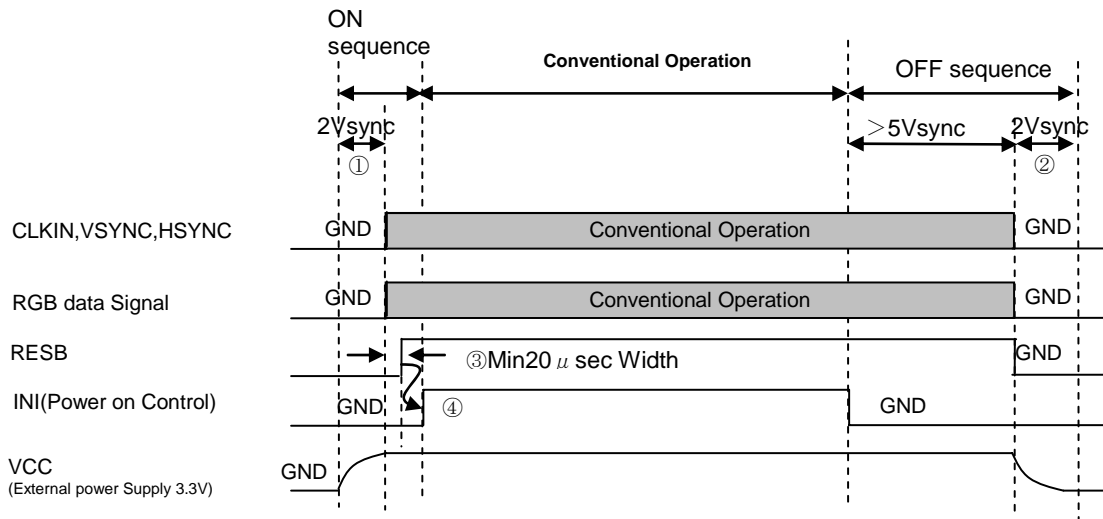 ON
sequence
Conventional Operation
OFF sequence
2Vsync
>5Vsync
2Vsync
①
②
CLKIN,VSYNC,HSYNC
GND
Conventional Operation
GND
RGB data Signal
GND
Conventional Operation
GND
RESB
③Min20 μ sec Width
GND
INI(Power on Control)
GND
④
GND
VCC
(External power Supply 3.3V)
GND